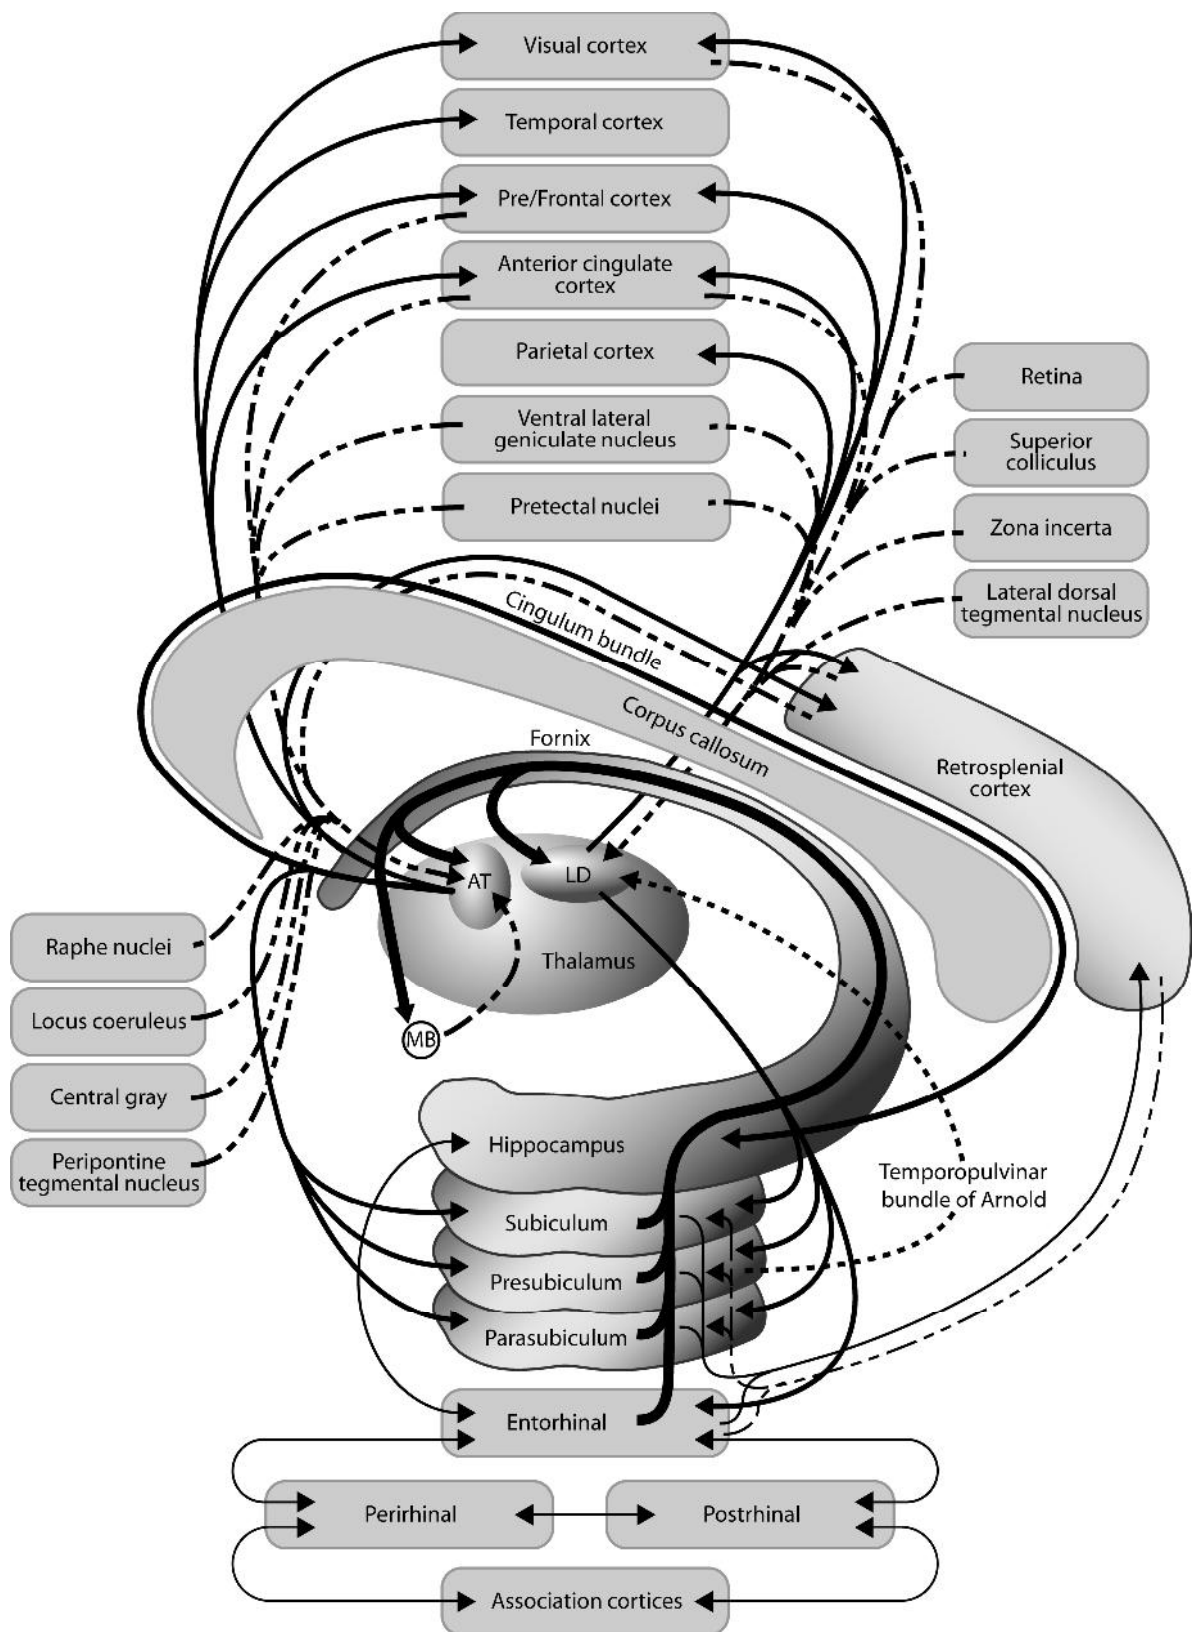 Visual cortex
Temporal cortex
Pre/Frontal cortex
Anterior cingulate
cortex
Parietal cortex
Ventral lateral
geniculate nucleus
Pretectal nuclei
Retina
Superior
colliculus
Zona incerta
Lateral dorsal
tegmental nucleus
Cingulum bundle
Corpus callosum
Fornix
Retrosplenial
cortex
AT
LD
Thalamus
MB
Raphe nuclei
Locus coeruleus
Central gray
Peripontine
tegmental nucleus
Hippocampus
Subiculum
Presubiculum
Parasubiculum
Temporopulvinar
bundle of Arnold
Entorhinal
Perirhinal
Postrhinal
Association cortices